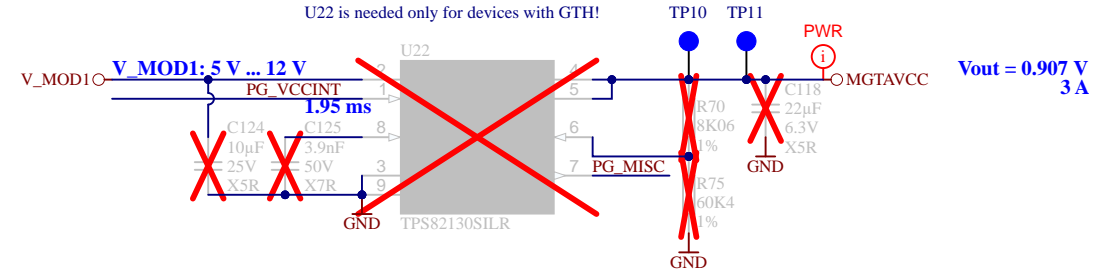 U22 is needed only for devices with GTH!
TP10
TP11
PWR
i
U22
V_MOD1
V_MOD1: 5 V ... 12 V
2
4
MGTAVCC
Vout = 0.907 V
3 A
PG_VCCINT
1
5
1.95 ms
C118
22µF
6.3V
X5R
R70
8K06
1%
C124
10µF
25V
X5R
C125
3.9nF
50V
X7R
8
6
3
7
PG_MISC
9
GND
R75
60K4
1%
GND
TPS82130SILR
GND